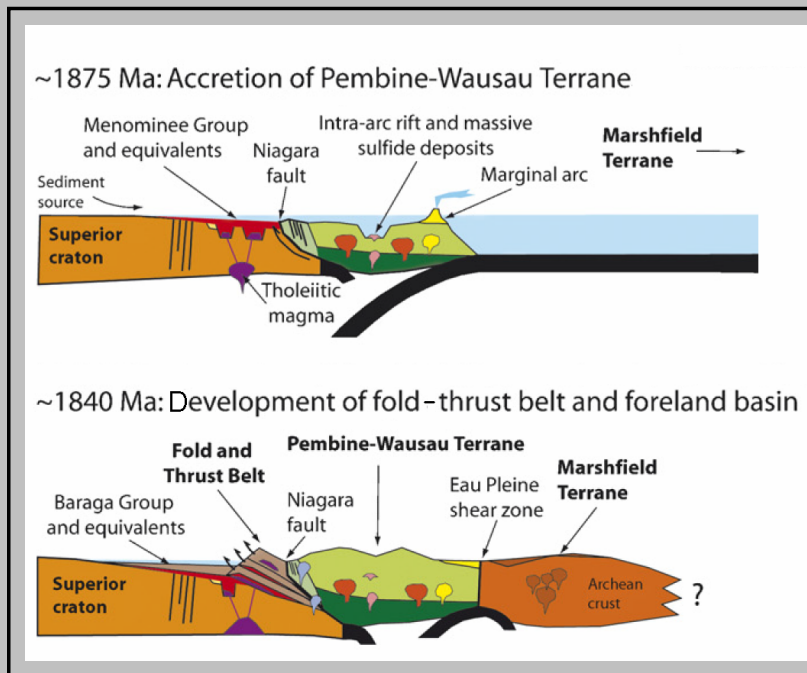 ~1875 Ma: Accretion of Pembine-Wausau Terrane
Menominee Group
and equivalents
Niagara
fault
Intra-arc rift and massive
sulfide deposits
Marshfield
Terrane
Marginal arc
Sediment
source
Superior
craton
Tholeiitic
magma
~1840 Ma: Development of fold-thrust belt and foreland basin
Fold and
Thrust Belt
Pembine-Wausau Terrane
Marshfield
Terrane
Baraga Group
and equivalents
Niagara
fault
Eau Pleine
shear zone
Superior
craton
Archean
crust
?